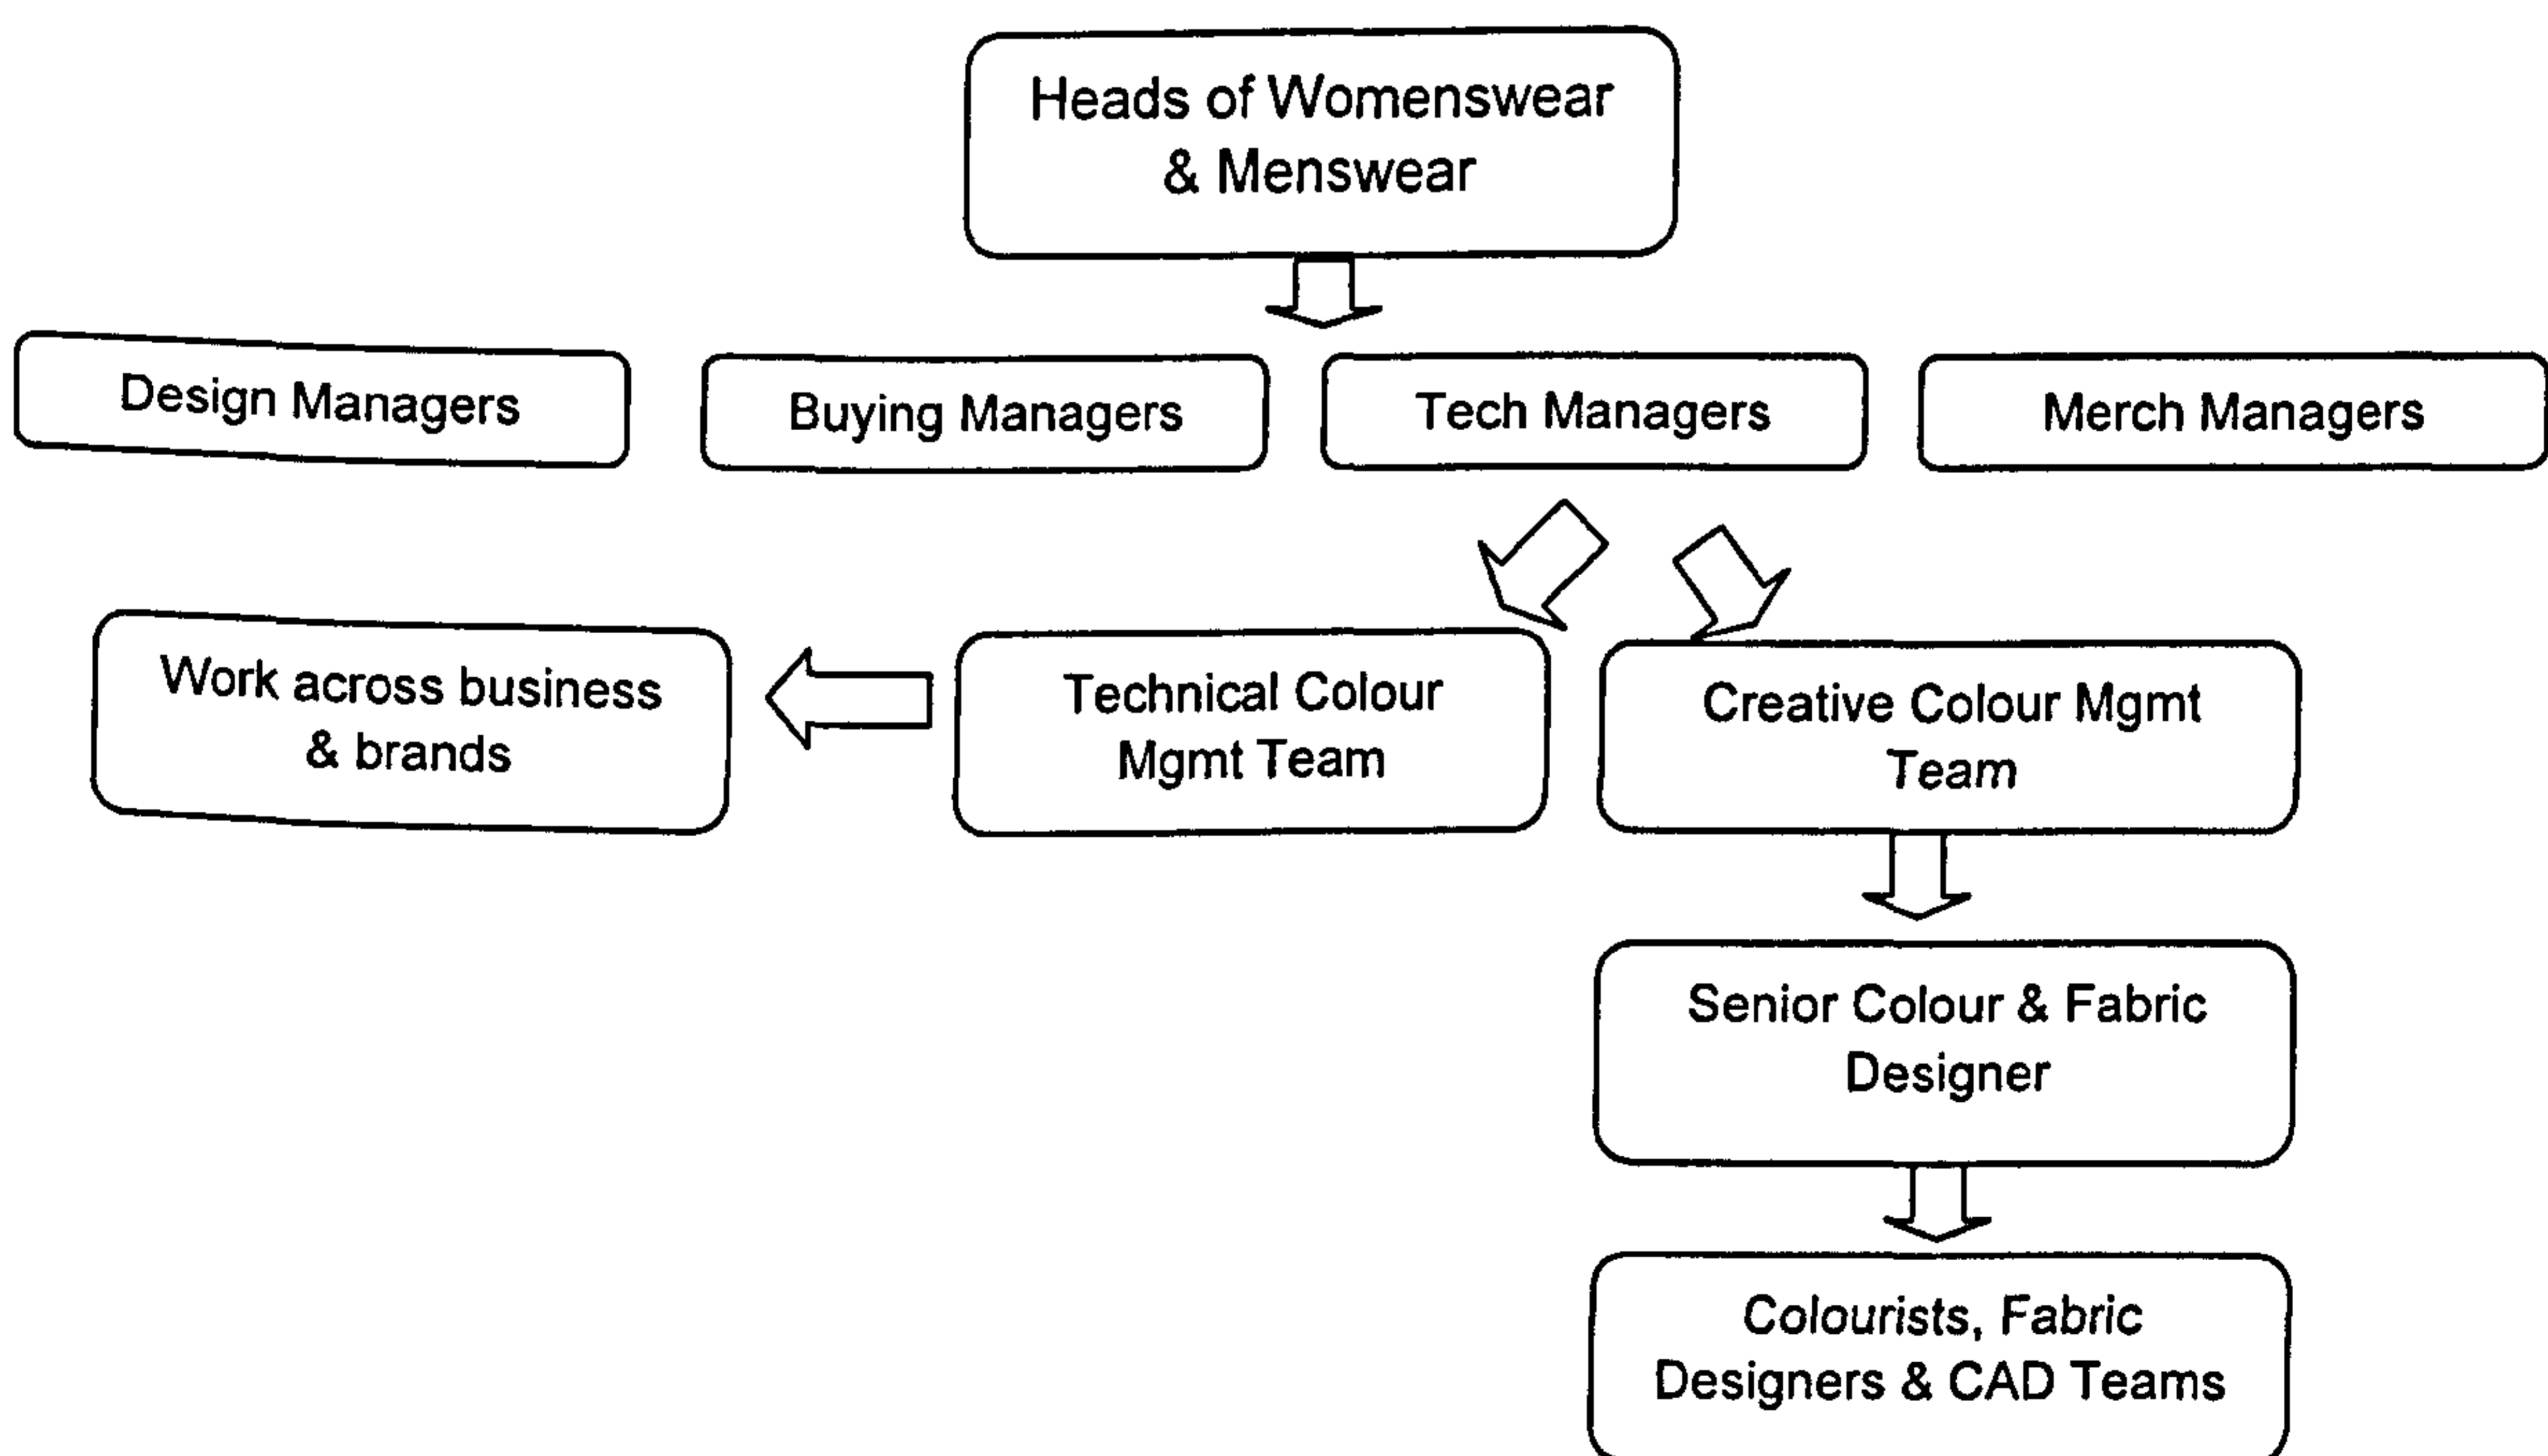 Heads of Womenswear
& Menswear
Design Managers
Buying Managers
Tech Managers
Merch Managers
Work across business
& brands
Technical Colour
Mgmt Team
Creative Colour Mgmt
Team
Senior Colour & Fabric
Designer
Colourists, Fabric
Designers & CAD Teams